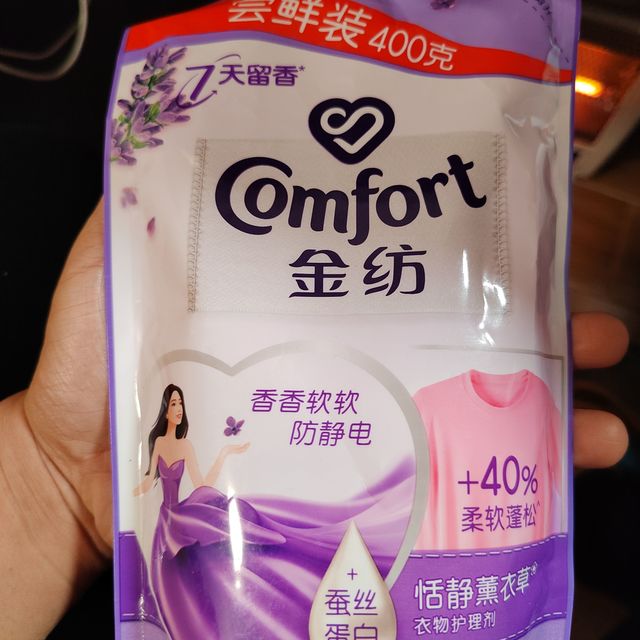 尝鲜装 400克
7天留香*
Comfort
金纺
香香软软
防静电
+40%
柔软蓬松^
+
蚕丝
蛋白
恬静薰衣草
衣物护理剂